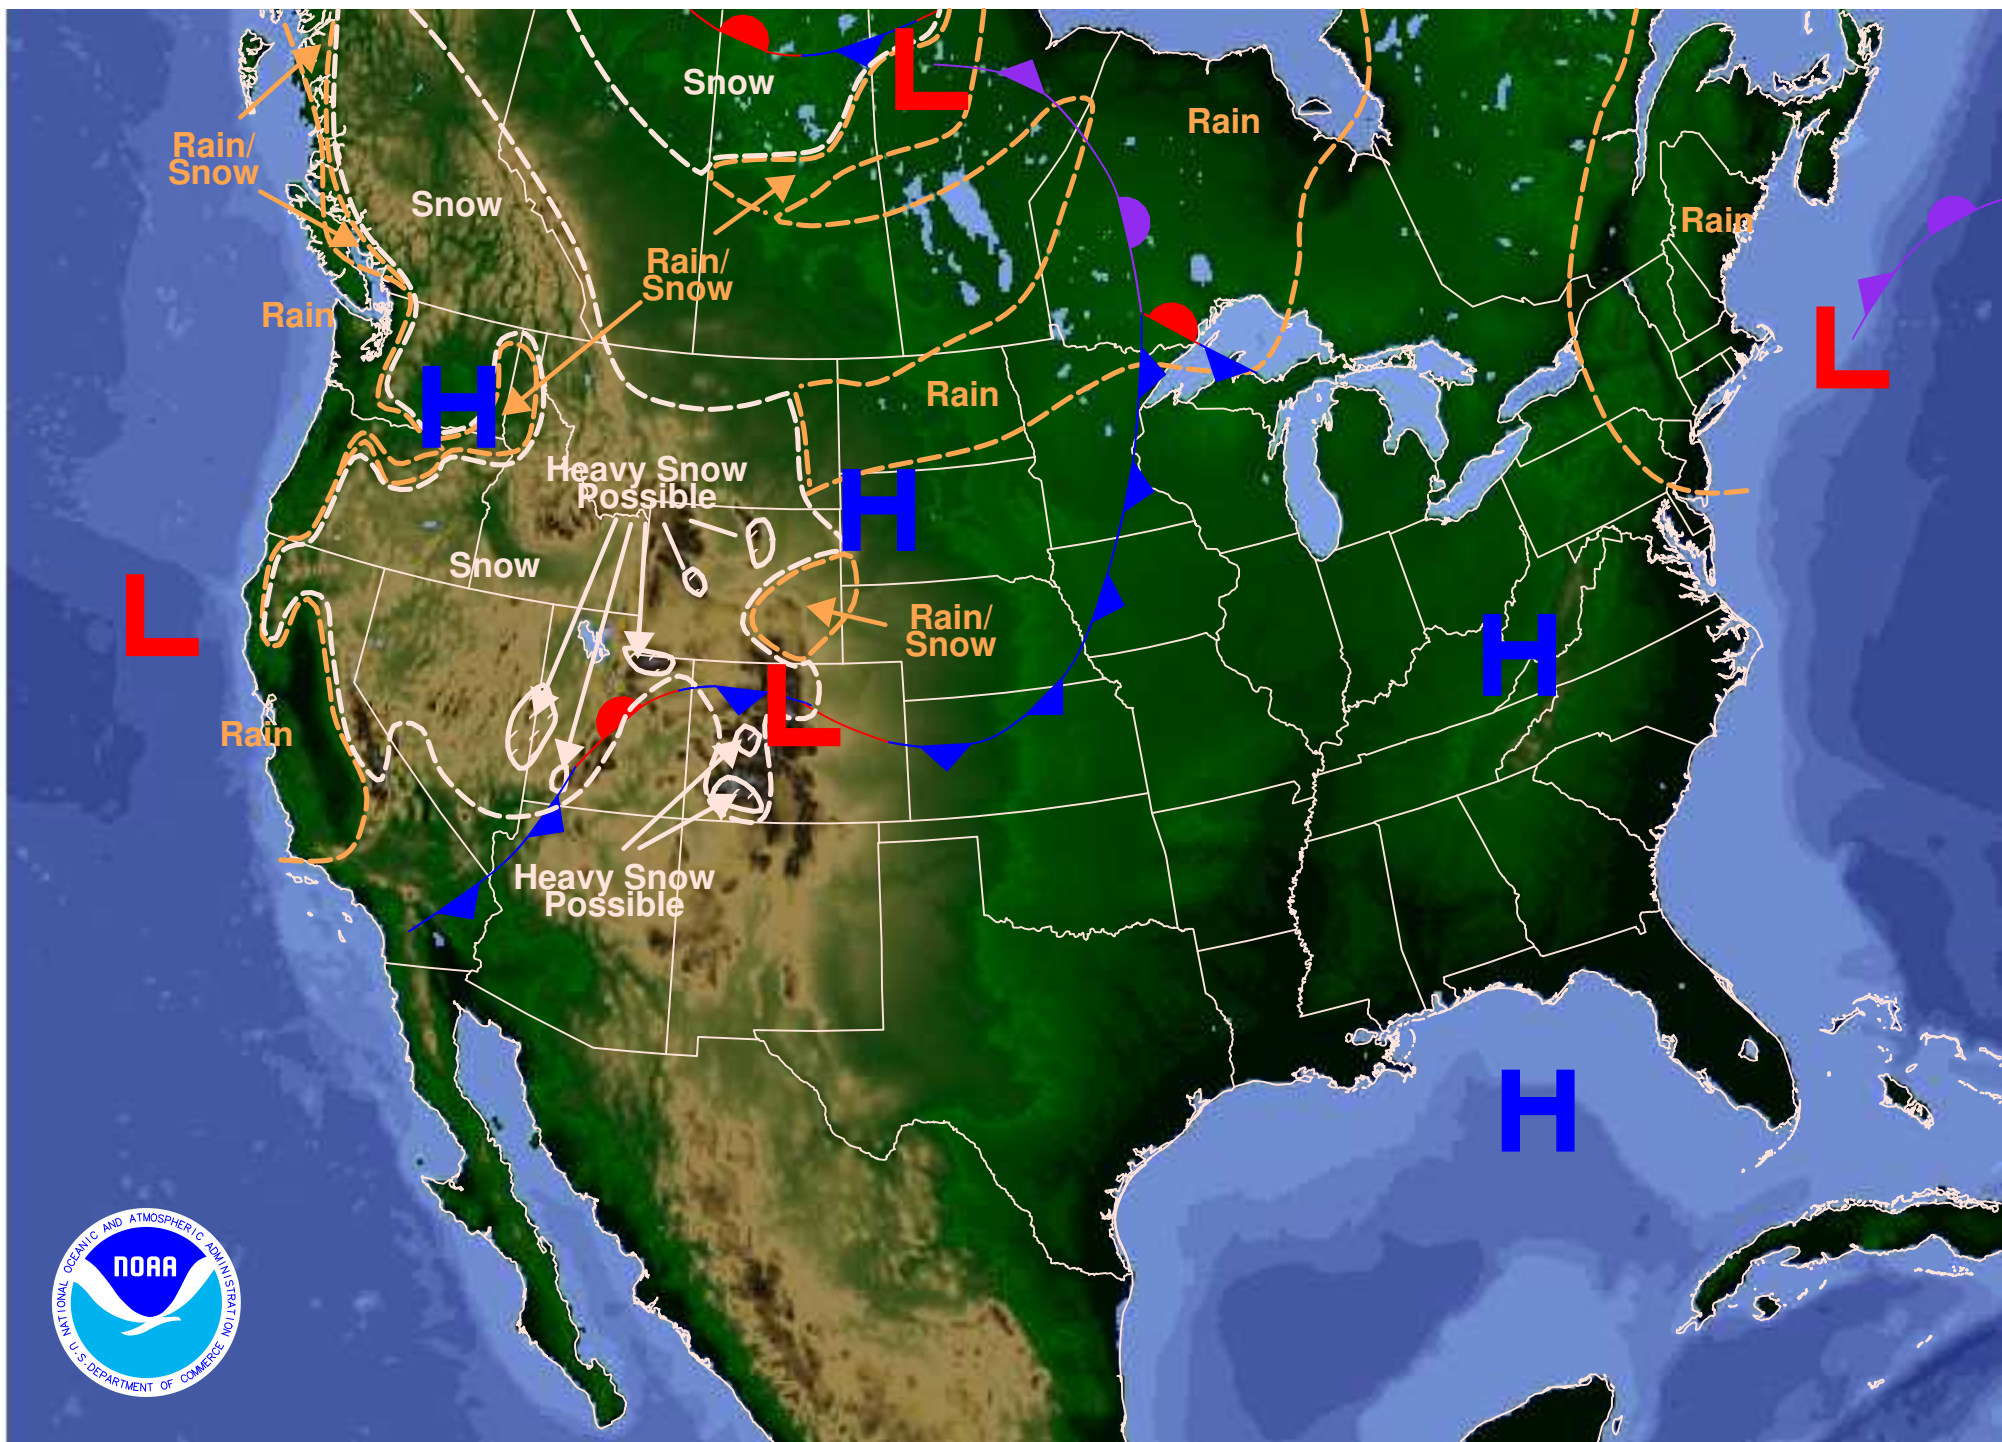 Snow
L
Rain
Rain/
Snow
Snow
Rain
Rain/
Snow
Rain
H
Rain
Heavy Snow
Possible
H
Snow
L
L
Rain/
Snow
H
Rain
L
Heavy Snow
Possible
H
NATIONAL OCEANIC AND ATMOSPHERIC ADMINISTRATION
NOAA
U.S. DEPARTMENT OF COMMERCE